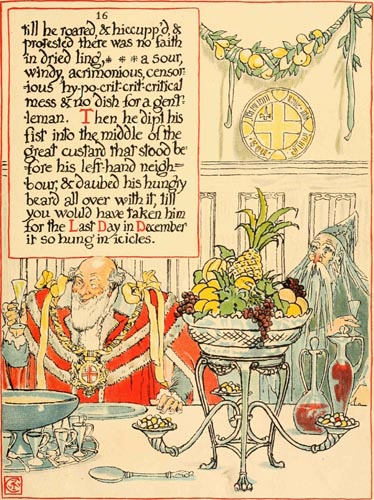 16
till he roared, & hiccupp'd, &
protested there was no faith
in dried ling, * * * a sour,
windy, acrimonious, censor-
ious hy-po-crit-crit-critical
mess & no dish for a gent-
leman. Then he dipt his
fist into the middle of the
great custard that stood be-
fore his left-hand neigh-
bour, & daubed his hungry
beard all over with it, till
you would have taken him
for the Last Day in December
it so hung in icicles.